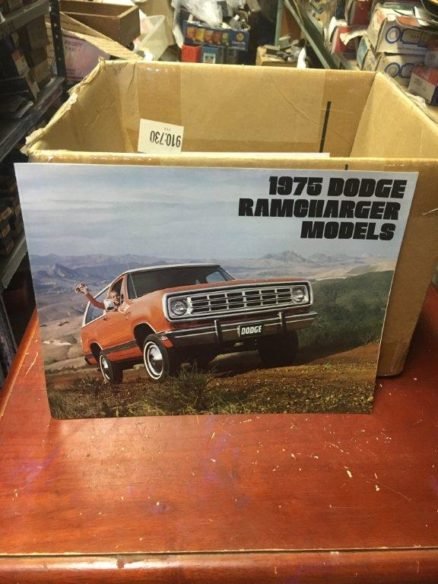 910-730
1975 DODGE
RAMCHARGER
MODELS
DODGE